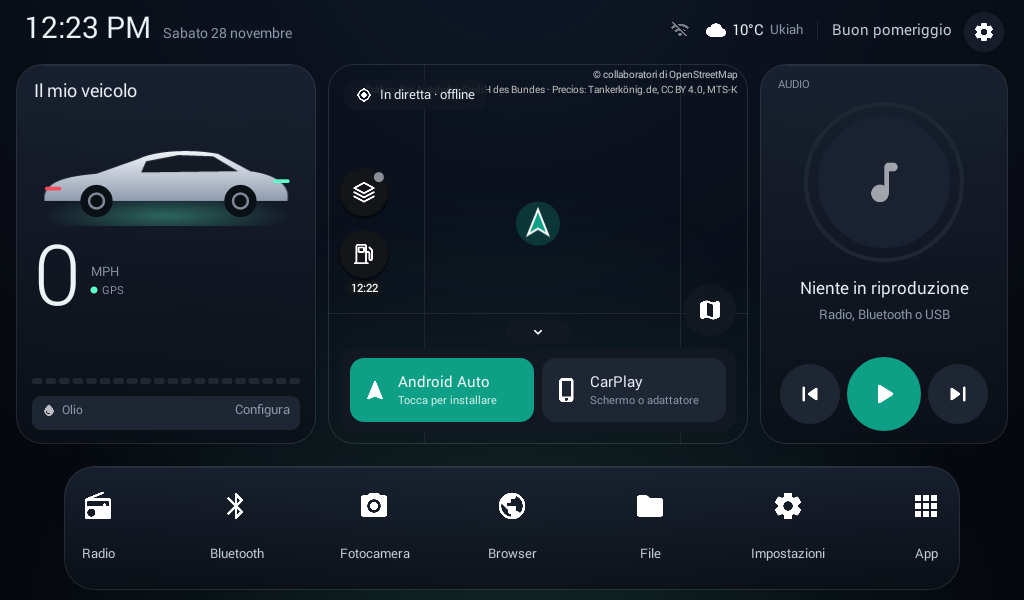 12:23 PM
Sabato 28 novembre
10°C Ukiah
Buon pomeriggio
Il mio veicolo
0
MPH
GPS
Olio
Configura
© collaboratori di OpenStreetMap
In diretta · offline
des Bundes · Precios: Tankerkönig.de, CC BY 4.0, MTS-K
12:22
Android Auto
Tocca per installare
CarPlay
Schermo o adattatore
AUDIO
Niente in riproduzione
Radio, Bluetooth o USB
Radio
Bluetooth
Fotocamera
Browser
File
Impostazioni
App